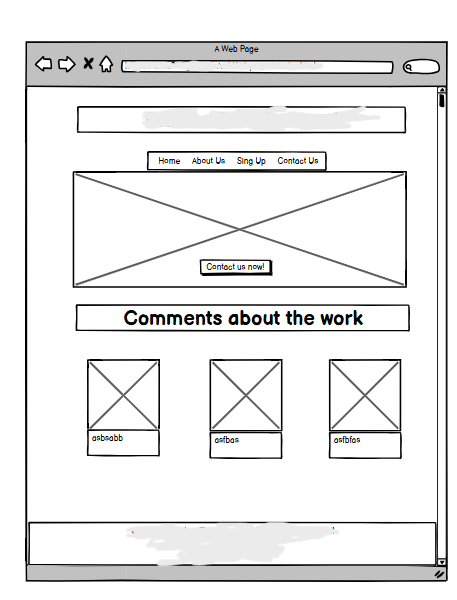 A Web Page
Home About Us Sing Up Contact Us
Contact us now!
Comments about the work
asbsabb asfbas asfbfas